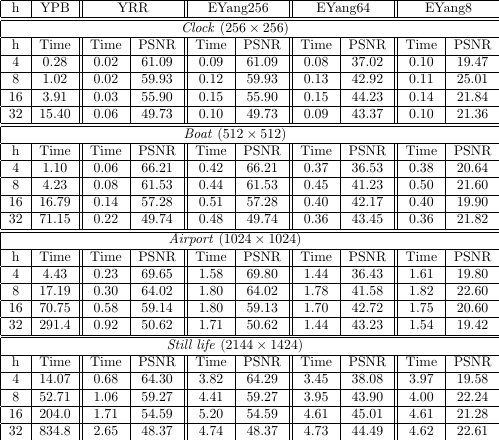 h YPB YRR EYang256 EYang64 EYang8
Clock (256 × 256)
h Time Time PSNR Time PSNR Time PSNR Time PSNR
4 0.28 0.02 61.09 0.09 61.09 0.08 37.02 0.10 19.47
8 1.02 0.02 59.93 0.12 59.93 0.13 42.92 0.11 25.01
16 3.91 0.03 55.90 0.15 55.90 0.15 44.23 0.14 21.84
32 15.40 0.06 49.73 0.10 49.73 0.09 43.37 0.10 21.36
Boat (512 × 512)
h Time Time PSNR Time PSNR Time PSNR Time PSNR
4 1.10 0.06 66.21 0.42 66.21 0.37 36.53 0.38 20.64
8 4.23 0.08 61.53 0.44 61.53 0.45 41.23 0.50 21.60
16 16.79 0.14 57.28 0.51 57.28 0.40 42.17 0.40 19.90
32 71.15 0.22 49.74 0.48 49.74 0.36 43.45 0.36 21.82
Airport (1024 × 1024)
h Time Time PSNR Time PSNR Time PSNR Time PSNR
4 4.43 0.23 69.65 1.58 69.80 1.44 36.43 1.61 19.80
8 17.19 0.30 64.02 1.80 64.02 1.78 41.58 1.82 22.60
16 70.75 0.58 59.14 1.80 59.13 1.70 42.72 1.75 20.60
32 291.4 0.92 50.62 1.71 50.62 1.44 43.23 1.54 19.42
Still life (2144 × 1424)
h Time Time PSNR Time PSNR Time PSNR Time PSNR
4 14.07 0.68 64.30 3.82 64.29 3.45 38.08 3.97 19.58
8 52.71 1.06 59.27 4.41 59.27 3.95 43.90 4.00 22.24
16 204.0 1.71 54.59 5.20 54.59 4.61 45.01 4.61 21.28
32 834.8 2.65 48.37 4.74 48.37 4.73 44.49 4.62 22.61